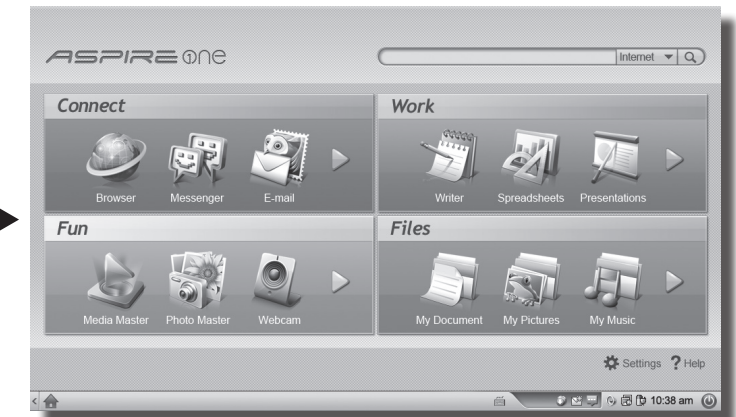 ASPIRE one
Internet
Connect
Browser Messenger E-mail
Work
Writer Spreadsheets Presentations
Fun
Media Master Photo Master Webcam
Files
My Document My Pictures My Music
Settings ? Help
< 10:38 am